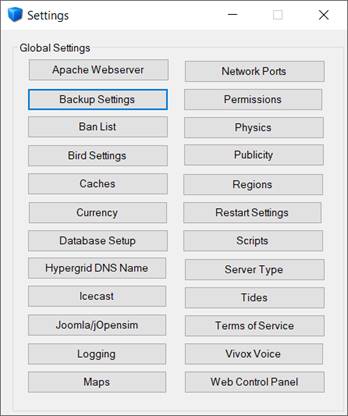 Settings
Global Settings
Apache Webserver
Network Ports
Backup Settings
Permissions
Ban List
Physics
Bird Settings
Publicity
Caches
Regions
Currency
Restart Settings
Database Setup
Scripts
Hypergrid DNS Name
Server Type
Icecast
Tides
Joomla/jOpensim
Terms of Service
Logging
Vivox Voice
Maps
Web Control Panel